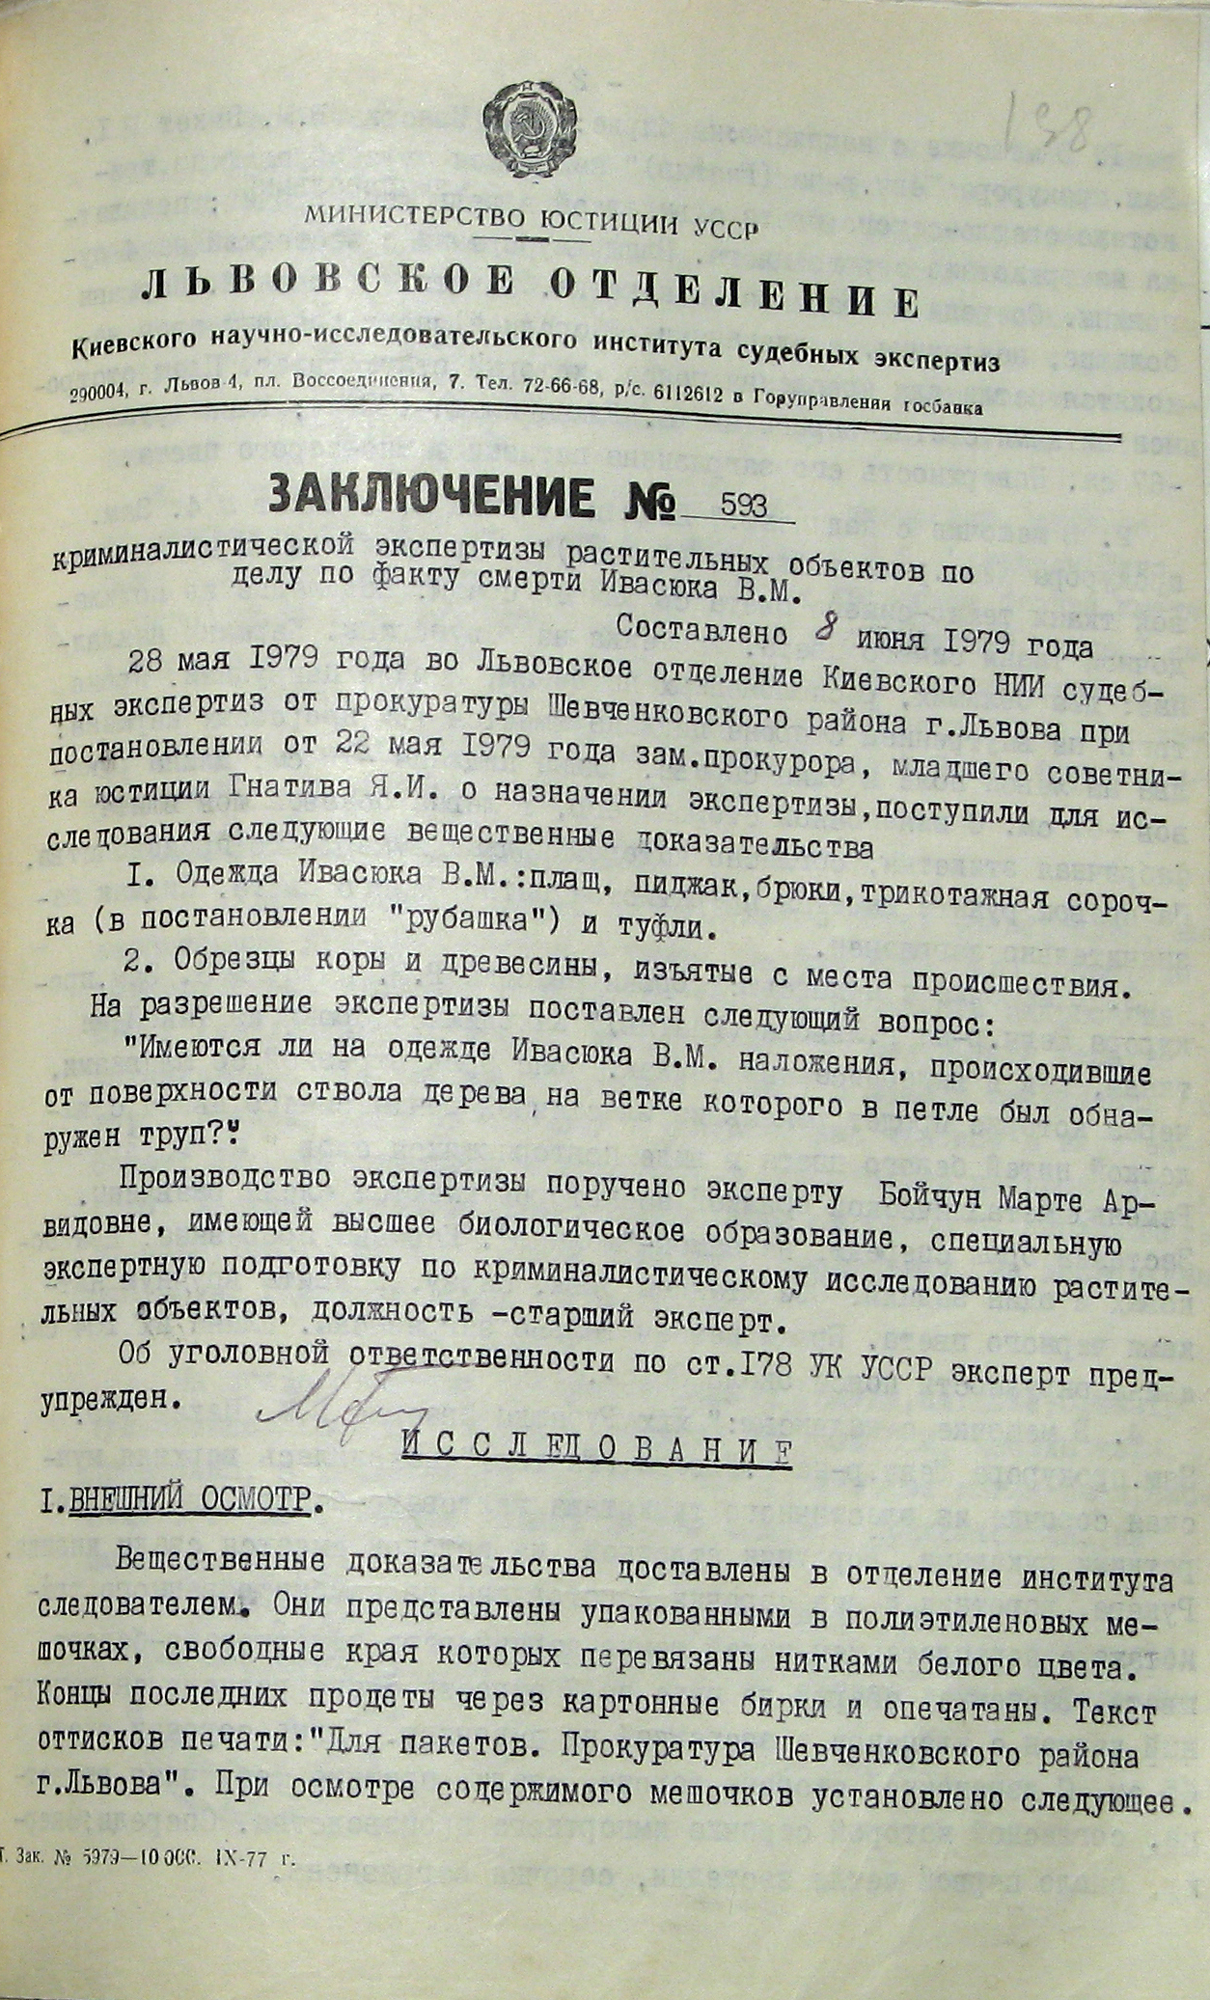 138
МИНИСТЕРСТВО ЮСТИЦИИ УССР
ЛЬВОВСКОЕ ОТДЕЛЕНИЕ
Киевского научно-исследовательского института судебных экспертиз
290004, г. Львов-4, пл. Воссоединения, 7. Тел. 72-66-68, р/с. 6112612 в Горуправлении госбанка
ЗАКЛЮЧЕНИЕ № 593
криминалистической экспертизы растительных объектов по
делу по факту смерти Ивасюка В.М.
Составлено 8 июня 1979 года
28 мая 1979 года во Львовское отделение Киевского НИИ судеб-
ных экспертиз от прокуратуры Шевченковского района г.Львова при
постановлении от 22 мая 1979 года зам.прокурора, младшего советни-
ка юстиции Гнатива Я.И. о назначении экспертизы,поступили для ис-
следования следующие вещественные доказательства
I. Одежда Ивасюка В.М.:плащ, пиджак,брюки,трикотажная сороч-
ка (в постановлении "рубашка") и туфли.
2. Обрезцы коры и древесины, изъятые с места происшествия.
На разрешение экспертизы поставлен следующий вопрос:
"Имеются ли на одежде Ивасюка В.М. наложения, происходившие
от поверхности ствола дерева, на ветке которого в петле был обна-
ружен труп?"
Производство экспертизы поручено эксперту Бойчун Марте Ар-
видовне, имеющей высшее биологическое образование, специальную
экспертную подготовку по криминалистическому исследованию растите-
льных объектов, должность -старший эксперт.
Об уголовной ответственности по ст.178 УК УССР эксперт пред-
упрежден.
ИССЛЕДОВАНИЕ
I.ВНЕШНИЙ ОСМОТР.
Вещественные доказательства доставлены в отделение института
следователем. Они представлены упакованными в полиэтиленовых ме-
шочках, свободные края которых перевязаны нитками белого цвета.
Концы последних продеты через картонные бирки и опечатаны. Текст
оттисков печати:"Для пакетов. Прокуратура Шевченковского района
г.Львова". При осмотре содержимого мешочков установлено следующее.
Т. Зак. № 5979—10 000. IX-77 г.